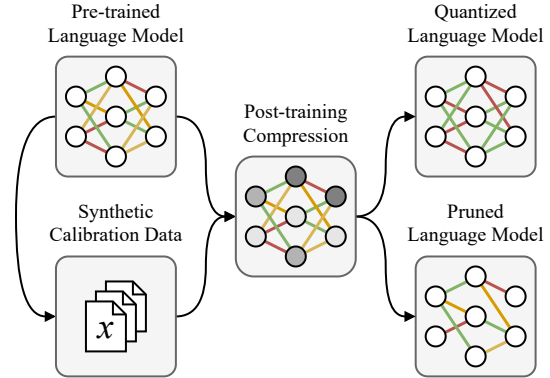 Pre-trained
Language Model
Synthetic
Calibration Data
x
Post-training
Compression
Quantized
Language Model
Pruned
Language Model